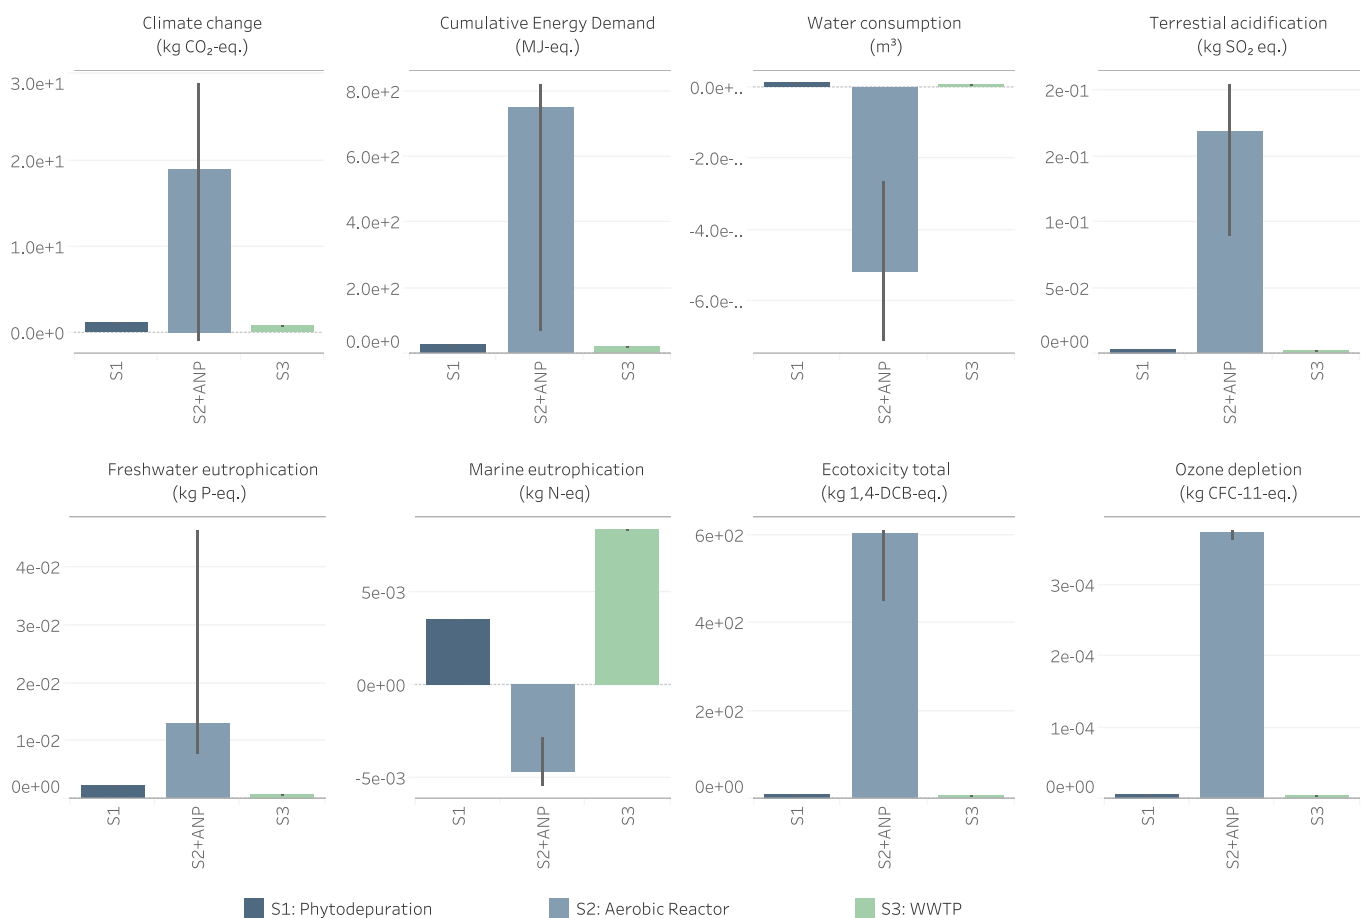 Climate change
(kg CO₂-eq.)
3.0e+1
2.0e+1
1.0e+1
0.0e+0
S1
S2+ANP
S3
Cumulative Energy Demand
(MJ-eq.)
8.0e+2
6.0e+2
4.0e+2
2.0e+2
0.0e+0
S1
S2+ANP
S3
Water consumption
(m³)
0.0e+..
-2.0e-..
-4.0e-..
-6.0e-..
S1
S2+ANP
S3
Terrestial acidification
(kg SO₂ eq.)
2e-01
2e-01
1e-01
5e-02
0e+00
S1
S2+ANP
S3
Freshwater eutrophication
(kg P-eq.)
4e-02
3e-02
2e-02
1e-02
0e+00
S1
S2+ANP
S3
Marine eutrophication
(kg N-eq)
5e-03
0e+00
-5e-03
S1
S2+ANP
S3
Ecotoxicity total
(kg 1,4-DCB-eq.)
6e+02
4e+02
2e+02
0e+00
S1
S2+ANP
S3
Ozone depletion
(kg CFC-11-eq.)
3e-04
2e-04
1e-04
0e+00
S1
S2+ANP
S3
S1: Phytodepuration
S2: Aerobic Reactor
S3: WWTP